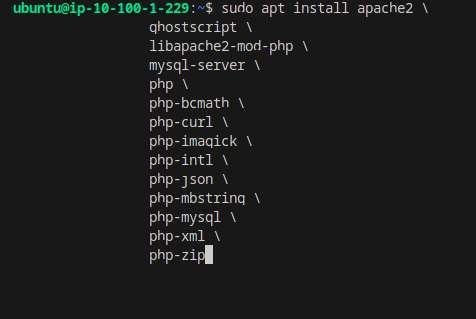 ubuntu@ip-10-100-1-229:~$ sudo apt install apache2 \
ghostscript \
libapache2-mod-php \
mysql-server \
php \
php-bcmath \
php-curl \
php-imagick \
php-intl \
php-json \
php-mbstring \
php-mysql \
php-xml \
php-zip